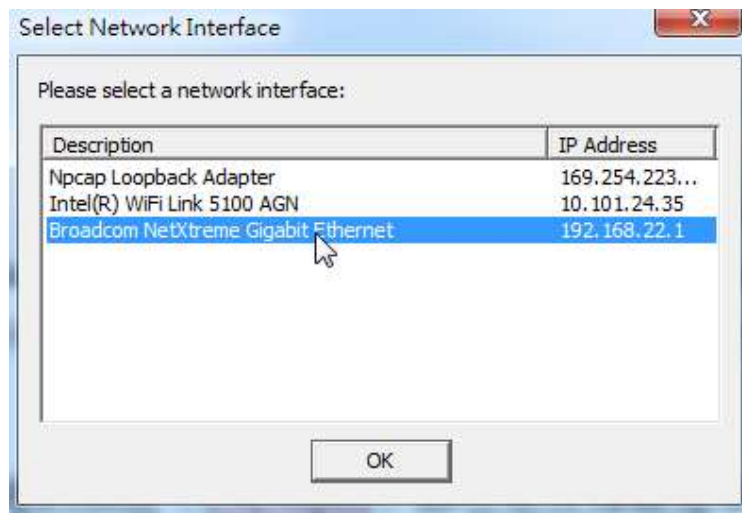 Select Network Interface
Please select a network interface:
Description IP Address
Npcap Loopback Adapter 169.254.223...
Intel(R) WiFi Link 5100 AGN 10.101.24.35
Broadcom NetXtreme Gigabit Ethernet 192.168.22.1
OK